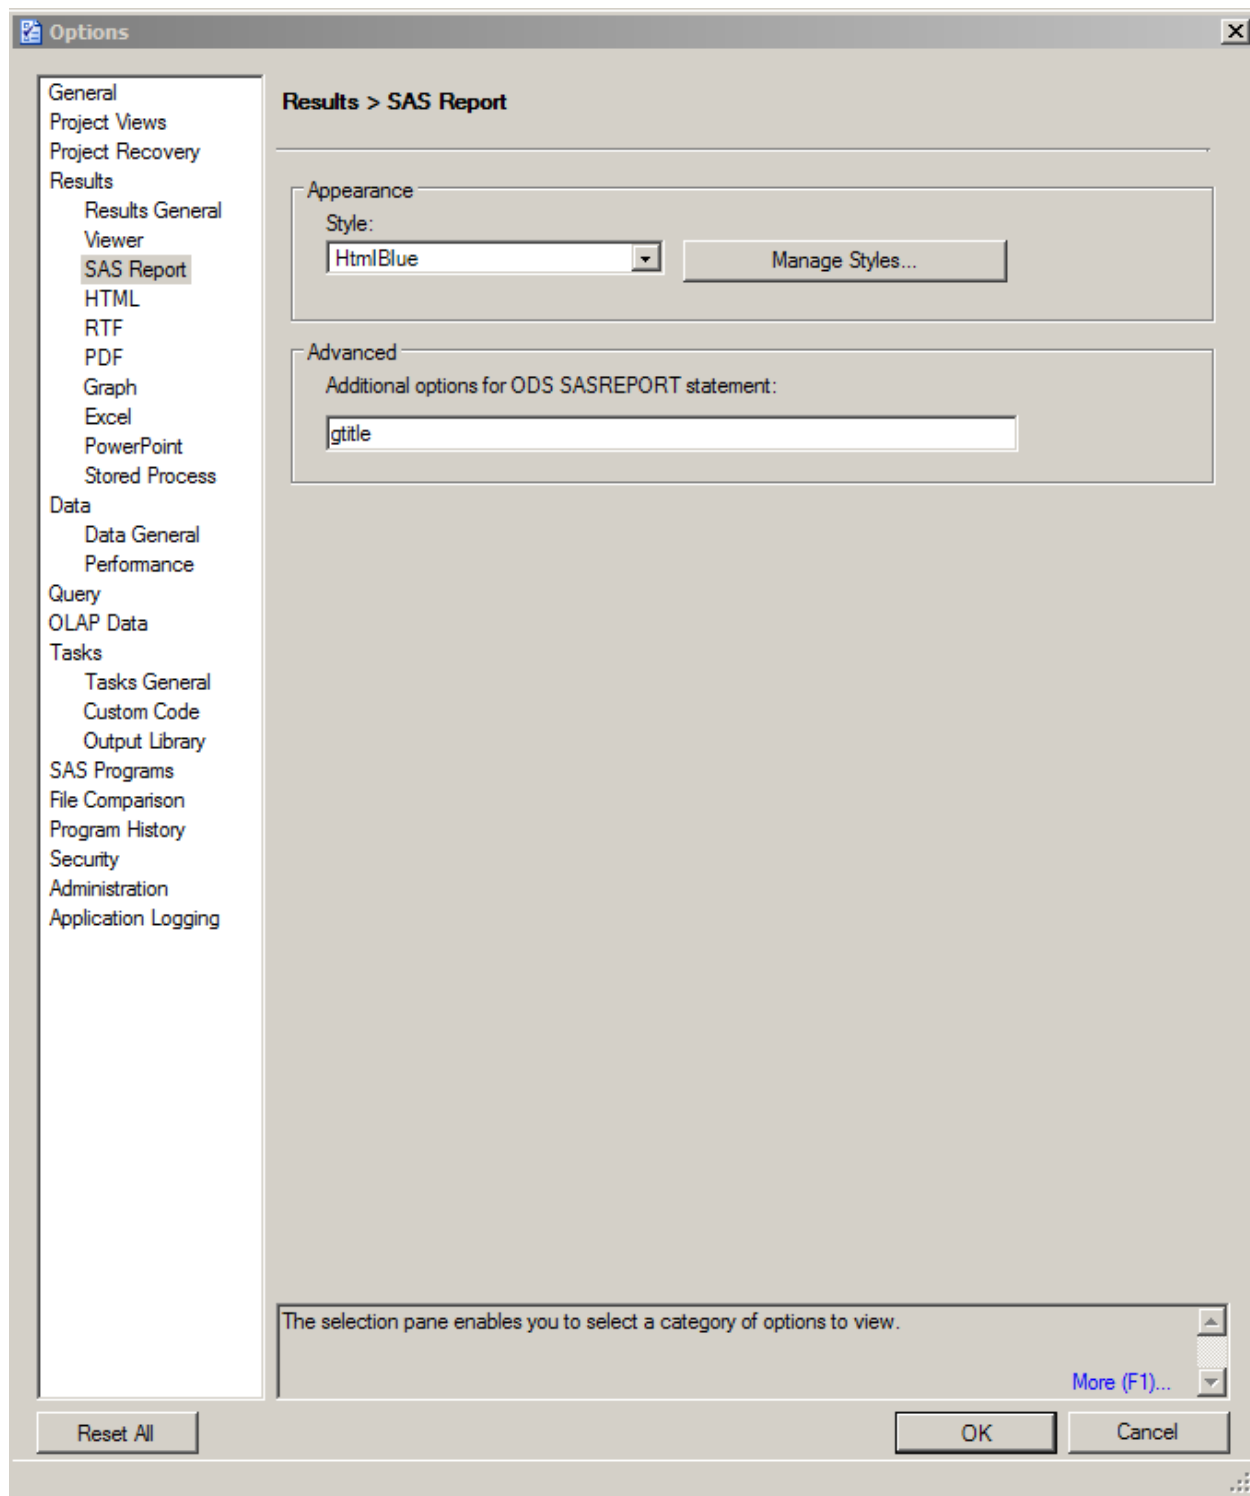 Options
General
Project Views
Project Recovery
Results
Results General
Viewer
SAS Report
HTML
RTF
PDF
Graph
Excel
PowerPoint
Stored Process
Data
Data General
Performance
Query
OLAP Data
Tasks
Tasks General
Custom Code
Output Library
SAS Programs
File Comparison
Program History
Security
Administration
Application Logging
Results > SAS Report
Appearance
Style:
HtmlBlue
Manage Styles...
Advanced
Additional options for ODS SASREPORT statement:
gtitle
The selection pane enables you to select a category of options to view.
More (F1)...
Reset All
OK
Cancel